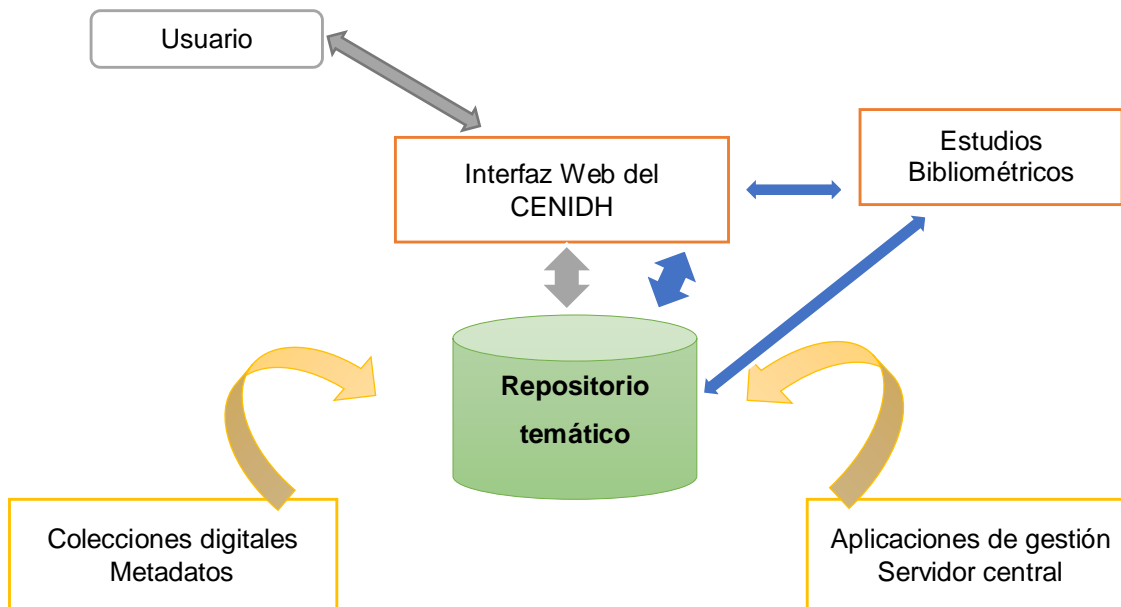 Usuario
Interfaz Web del
CENIDH
Estudios
Bibliométricos
Repositorio
temático
Colecciones digitales
Metadatos
Aplicaciones de gestión
Servidor central